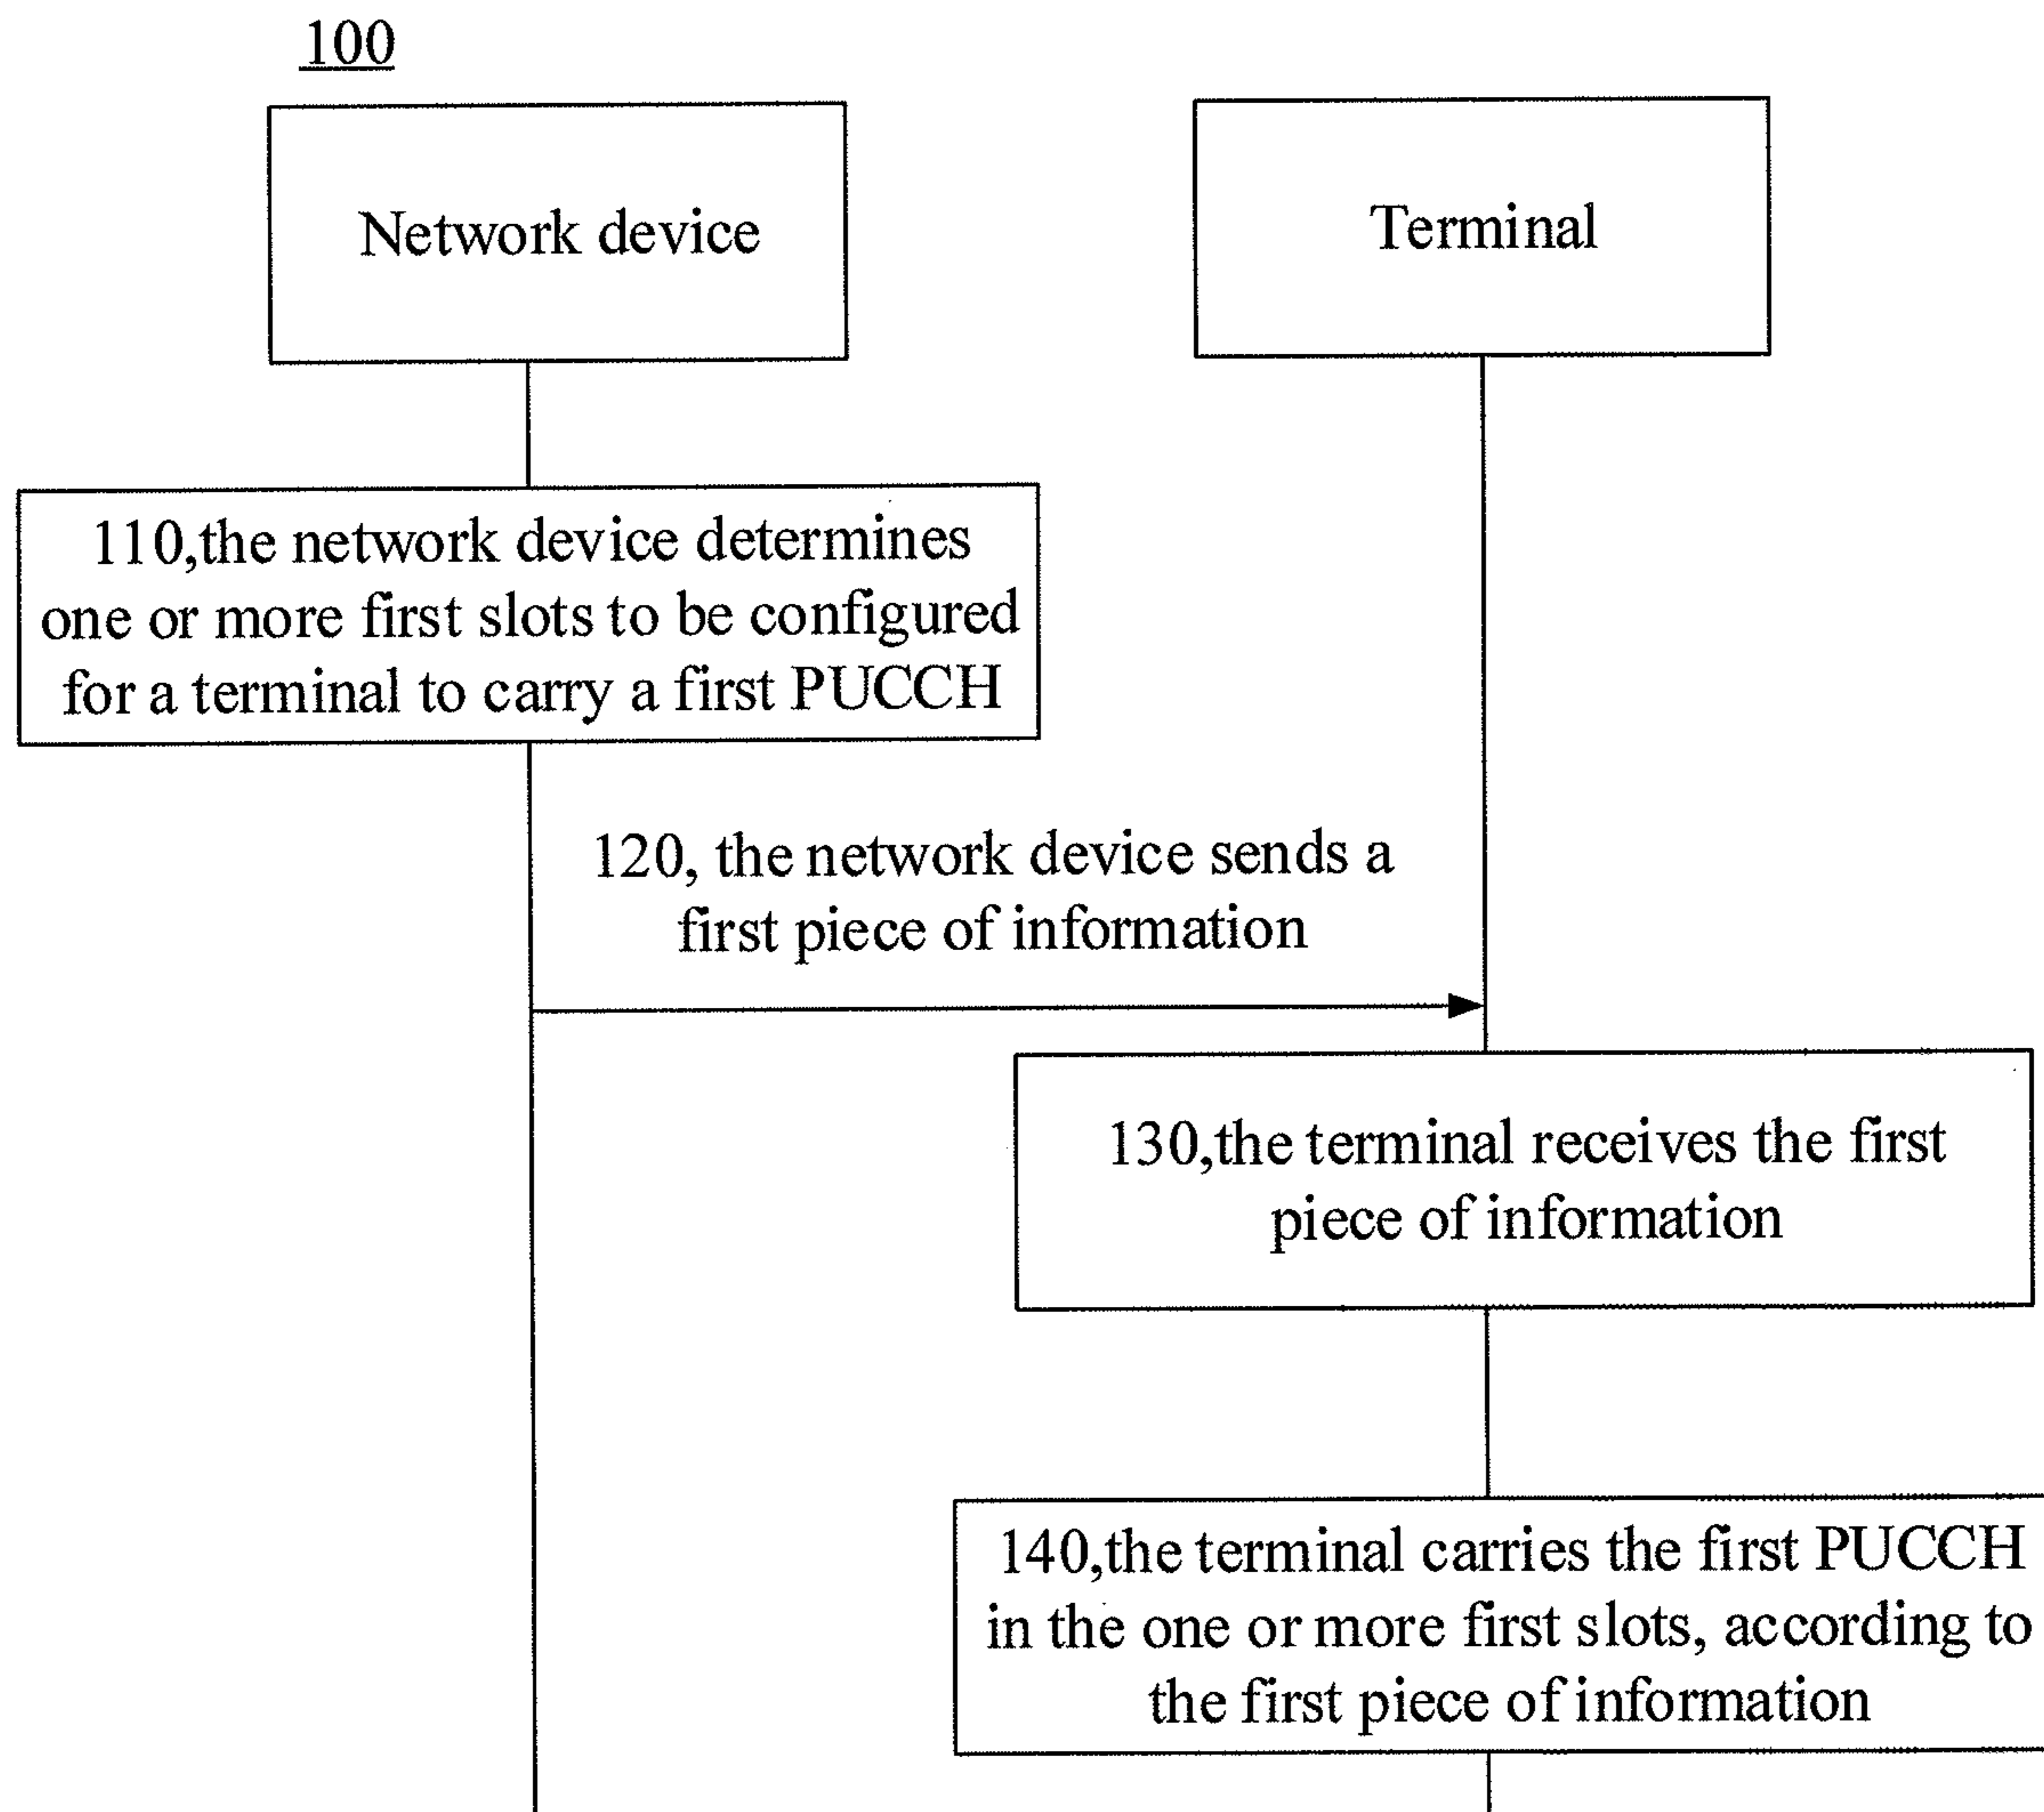 100
Network device
Terminal
110,the network device determines
one or more first slots to be configured
for a terminal to carry a first PUCCH
120, the network device sends a
first piece of information
130,the terminal receives the first
piece of information
140,the terminal carries the first PUCCH
in the one or more first slots, according to
the first piece of information